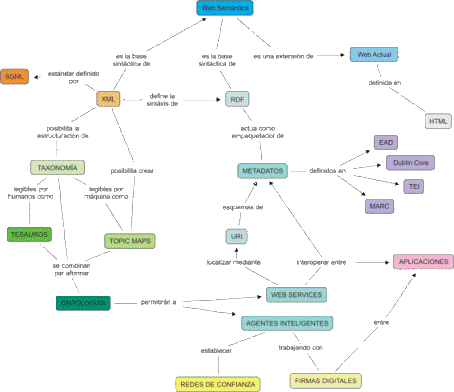 Web Semántica
es la base
sintáctica de
es la base
sintáctica de
es una extensión de
Web Actual
SGML
estándar definido
por
XML
define la
sintáxis de
RDF
definida en
HTML
posibilita la
estructuración de
actúa como
empaquetador de
TAXONOMÍA
posibilita crear
METADATOS
definidos en
EAD
Dublin Core
TEI
MARC
legibles por
humanos como
legibles por
máquina como
esquemas de
TESAUROS
TOPIC MAPS
URI
se combinan
par aformar
localizar mediante
interoperar entre
APLICACIONES
ONTOLOGÍAS
permitirán a
WEB SERVICES
AGENTES INTELIGENTES
entre
establecer
trabajando con
REDES DE CONFIANZA
FIRMAS DIGITALES